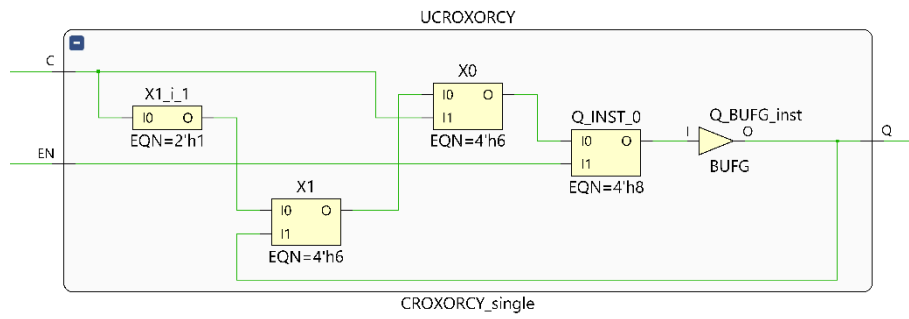 UCROXORCY
C
X1_i_1
I0 O
EQN=2'h1
X0
I0 O
I1
EQN=4'h6
Q_INST_0
I0 O
I1
EQN=4'h8
Q_BUFG_inst
I O
BUFG
Q
EN
X1
I0 O
I1
EQN=4'h6
CROXORCY_single